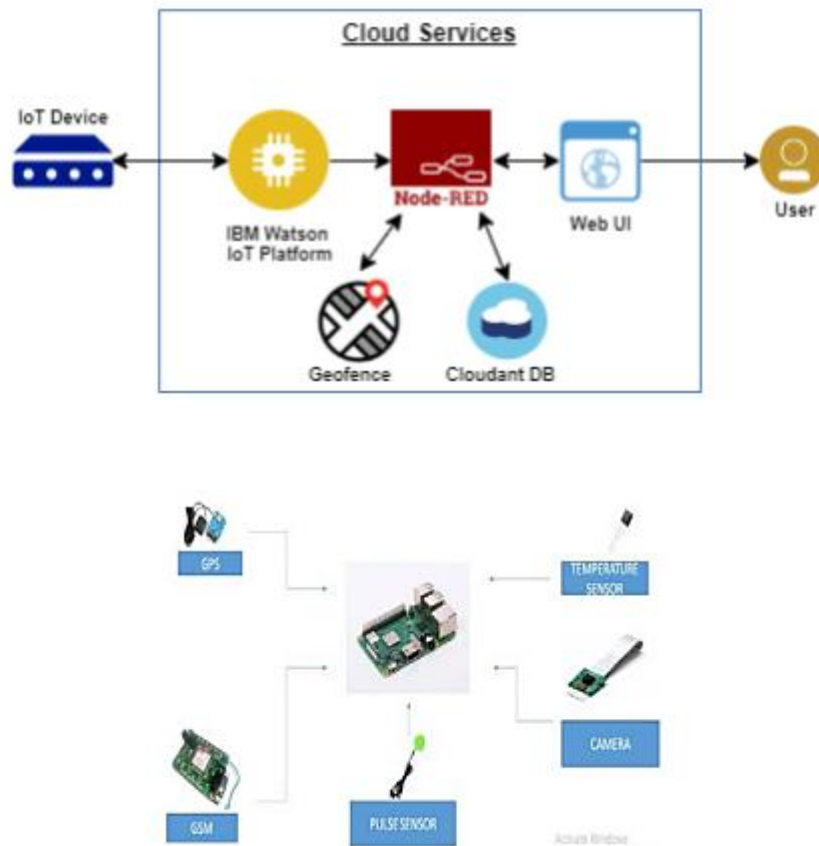 Cloud Services
IoT Device
IBM Watson
IoT Platform
Node-RED
Web UI
User
Geofence
Cloudant DB
GPS
TEMPERATURE
SENSOR
CAMERA
GSM
PULSE SENSOR